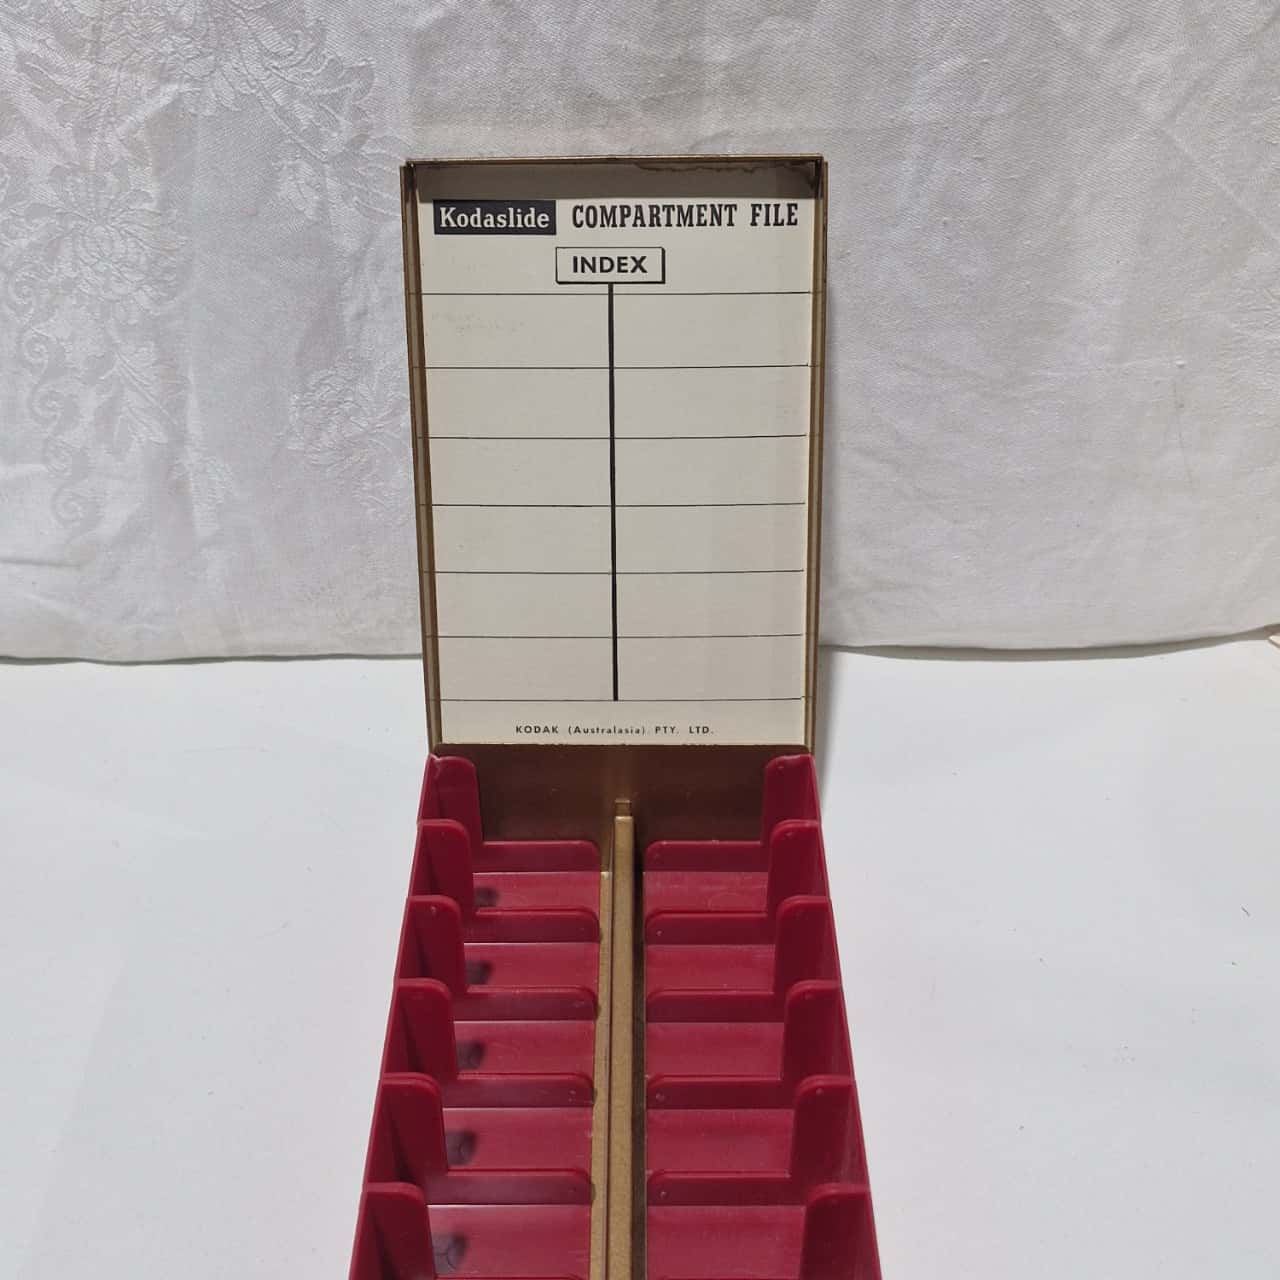 Kodaslide COMPARTMENT FILE
INDEX
KODAK (Australasia) PTY. LTD.